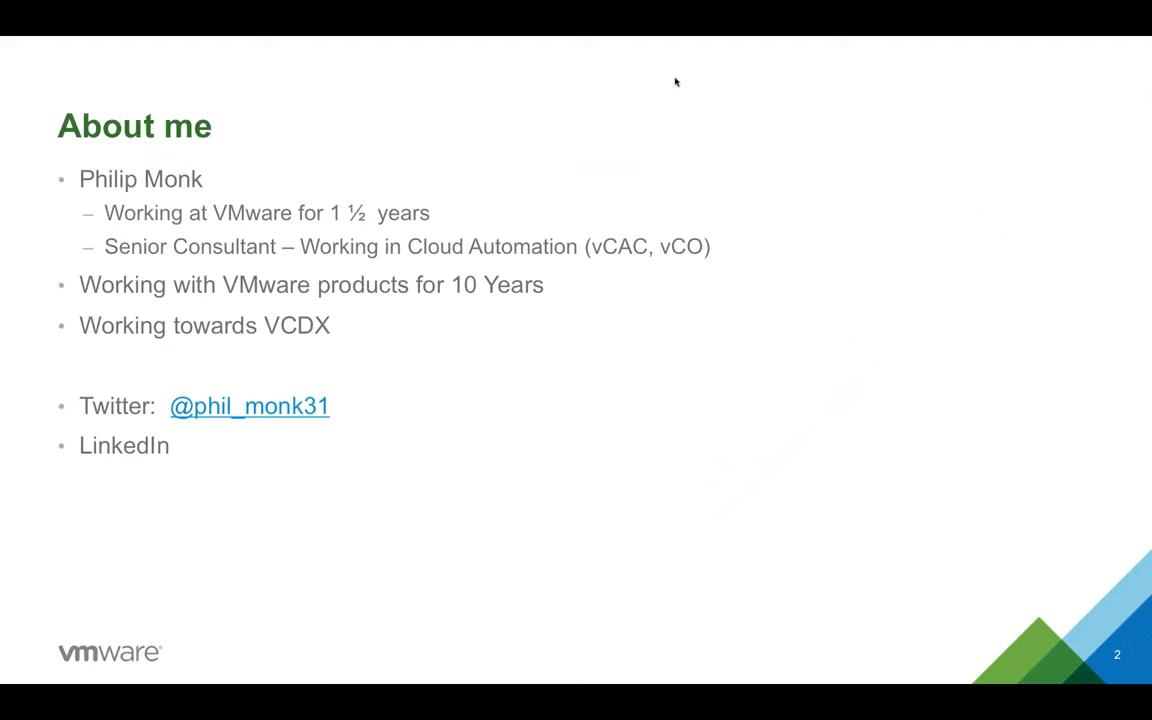 About me
• Philip Monk
– Working at VMware for 1 ½ years
– Senior Consultant – Working in Cloud Automation (vCAC, vCO)
• Working with VMware products for 10 Years
• Working towards VCDX
• Twitter: @phil_monk31
• LinkedIn
vmware®
2